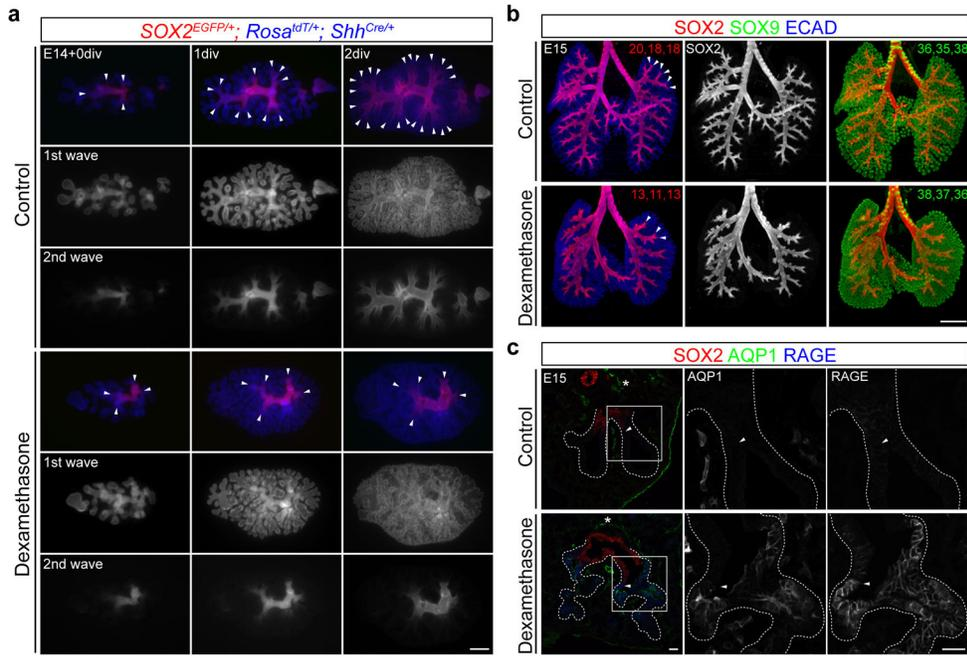 a
SOX2EGFP/+; RosatdT/+; ShhCre/+
Control
E14+0div
1div
2div
1st wave
2nd wave
Dexamethasone
1st wave
2nd wave
b
SOX2 SOX9 ECAD
Control
E15
20,18,18
SOX2
36,35,38
Dexamethasone
13,11,13
38,37,36
c
SOX2 AQP1 RAGE
Control
E15
*
AQP1
RAGE
Dexamethasone
*